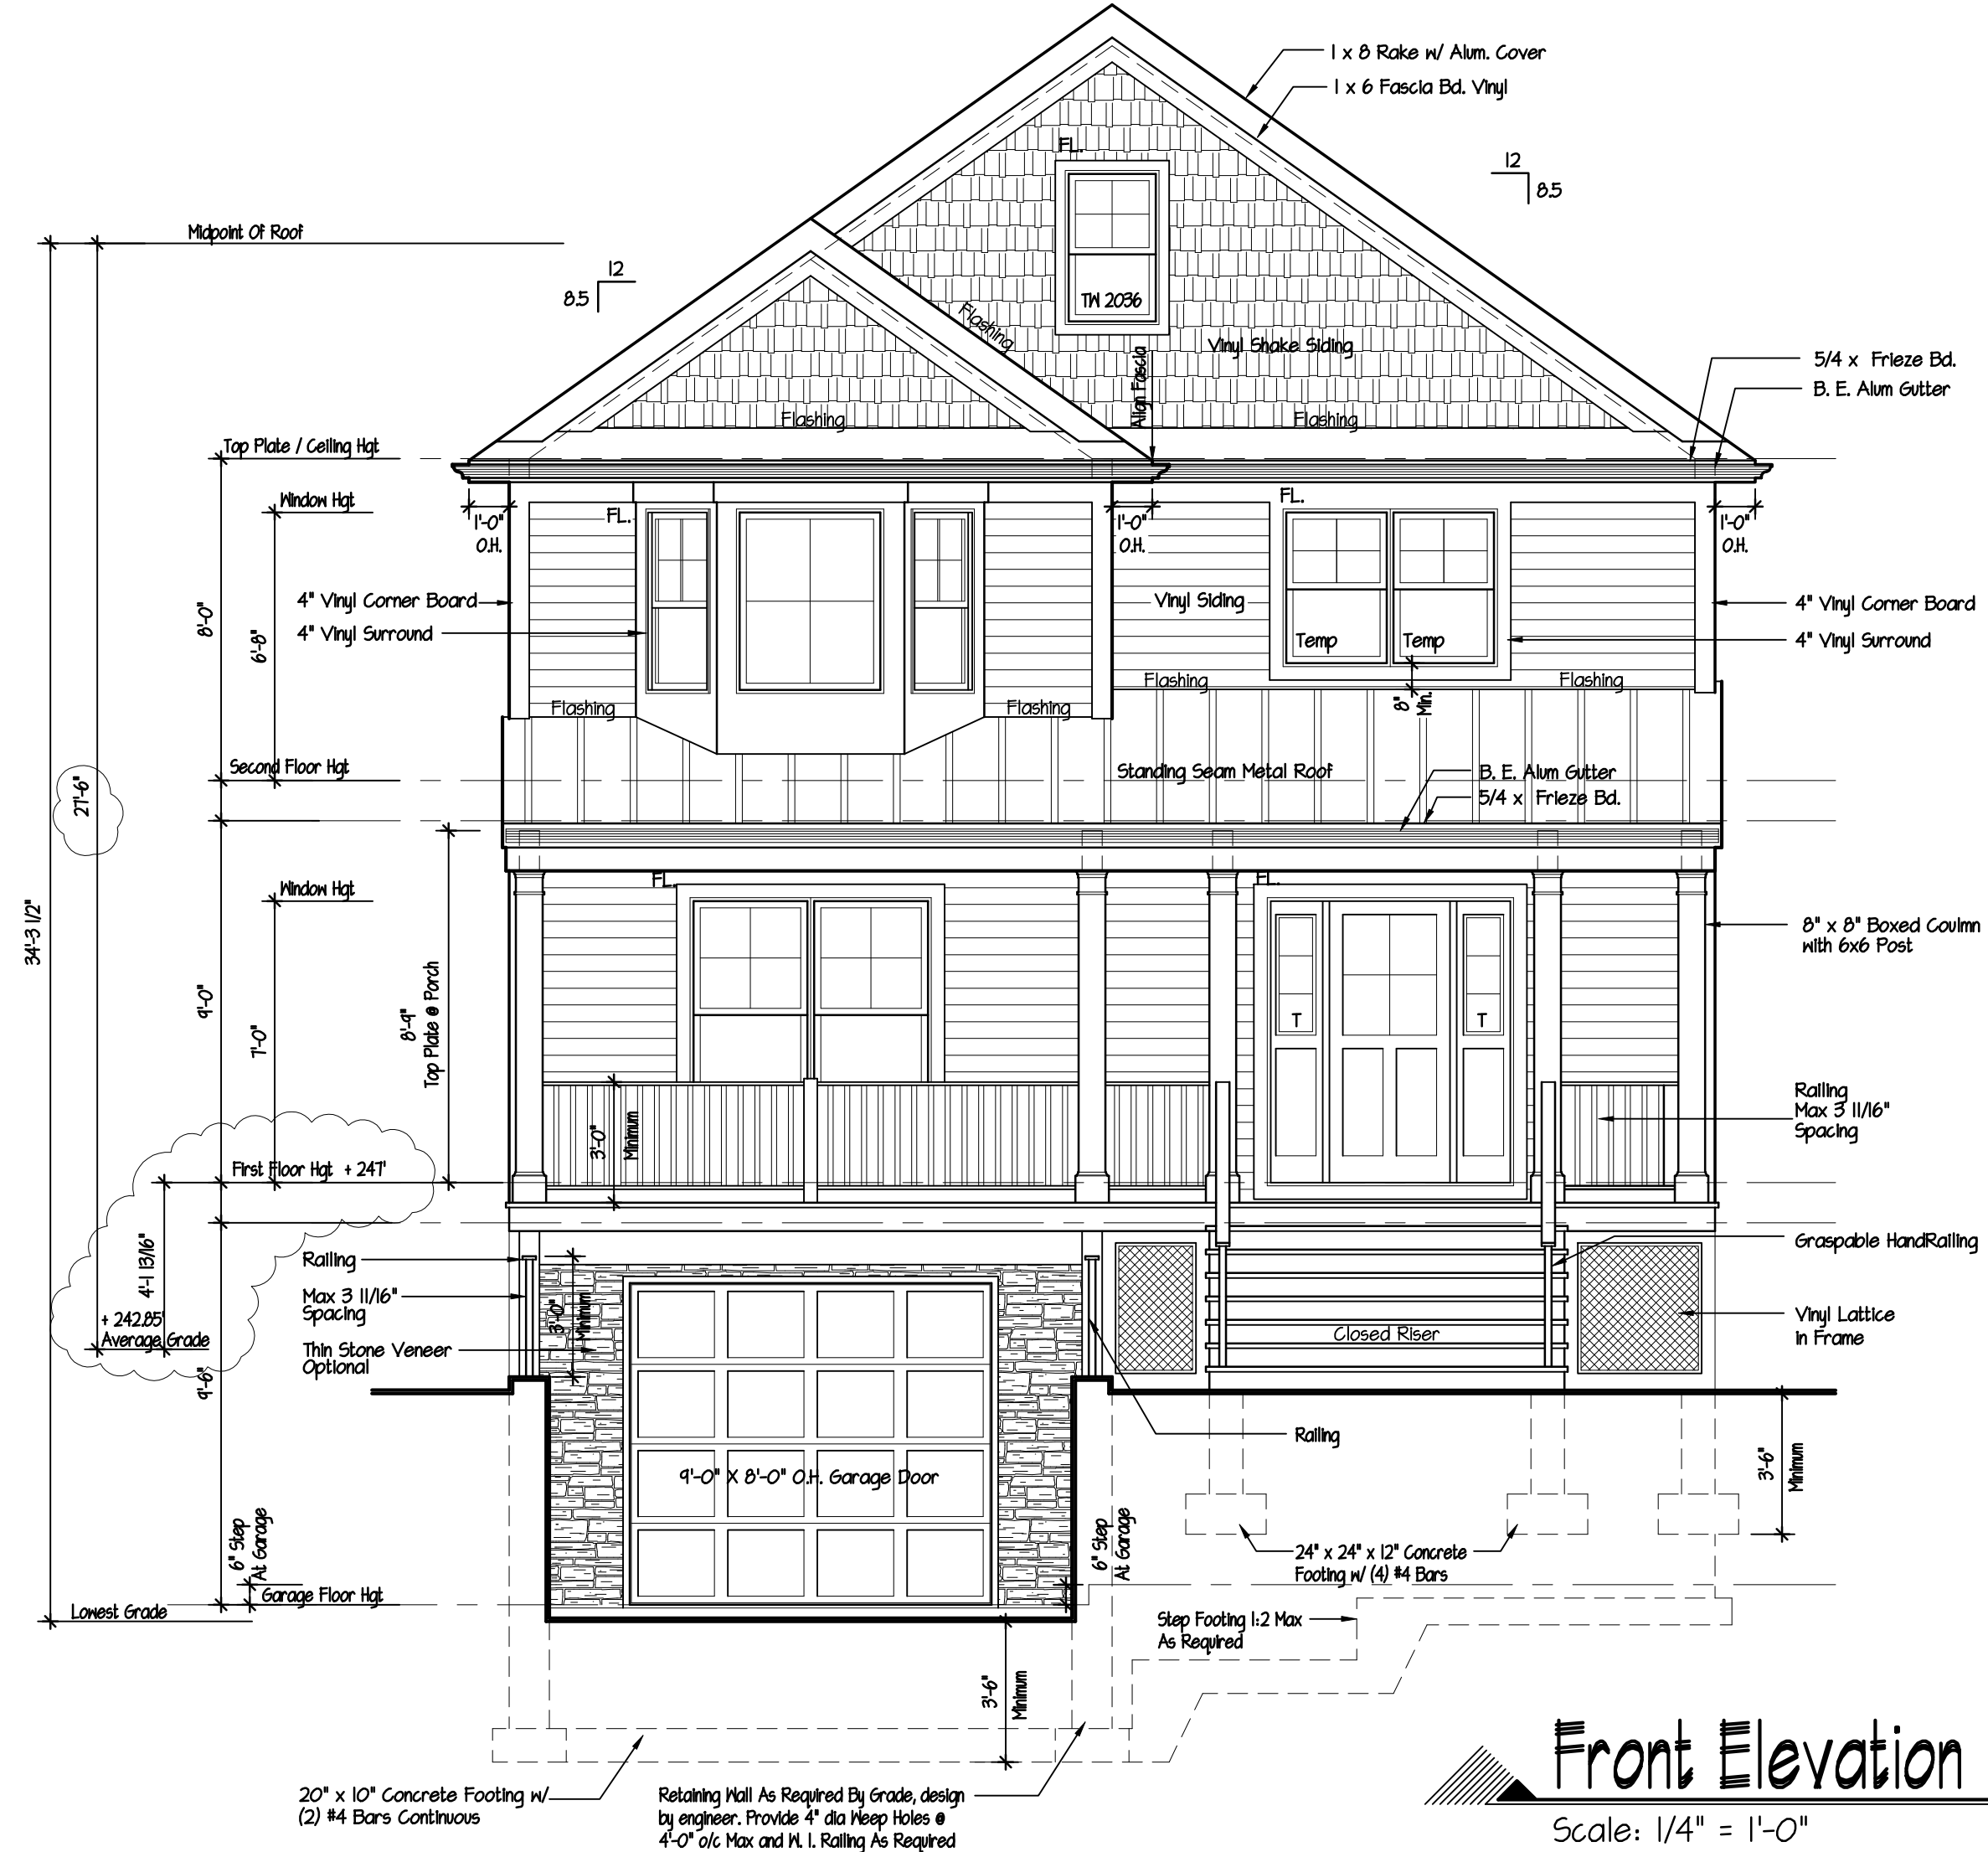 1 x 8 Rake w/ Alum. Cover
1 x 6 Fascia Bd. Vinyl
FL.
12
8.5
Midpoint Of Roof
12
8.5
TW 2036
Flashing
Vinyl Shake Siding
Align Fascia
5/4 x Frieze Bd.
B. E. Alum Gutter
Flashing
Flashing
Top Plate / Ceiling Hgt
Window Hgt
FL.
FL.
1'-0"
O.H.
1'-0"
O.H.
1'-0"
O.H.
8'-0"
6'-8"
4" Vinyl Corner Board
4" Vinyl Surround
Vinyl Siding
Temp
Temp
4" Vinyl Corner Board
4" Vinyl Surround
Flashing
Flashing
Flashing
Flashing
8"
Min.
Second Floor Hgt
Standing Seam Metal Roof
B. E. Alum Gutter
5/4 x Frieze Bd.
27'-6"
34'-3 1/2"
Window Hgt
FL.
FL.
9'-0"
7'-0"
8'-9"
Top Plate @ Porch
8" x 8" Boxed Coulmn
with 6x6 Post
T
T
3'-0"
Minimum
Railing
Max 3 11/16"
Spacing
First Floor Hgt + 247'
4'-1 13/16"
+ 242.85'
Average Grade
9'-6"
Railing
Max 3 11/16"
Spacing
Thin Stone Veneer
Optional
3'-0"
Minimum
Graspable HandRailing
Closed Riser
Vinyl Lattice
In Frame
Railing
9'-0" X 8'-0" O.H. Garage Door
3'-6"
Minimum
6" Step
At Garage
6" Step
At Garage
24" x 24" x 12" Concrete
Footing w/ (4) #4 Bars
Garage Floor Hgt
Lowest Grade
Step Footing 1:2 Max
As Required
3'-6"
Minimum
20" x 10" Concrete Footing w/
(2) #4 Bars Continuous
Retaining Wall As Required By Grade, design
by engineer. Provide 4" dia Weep Holes @
4'-0" o/c Max and W. I. Railing As Required
Front Elevation
Scale: 1/4" = 1'-0"